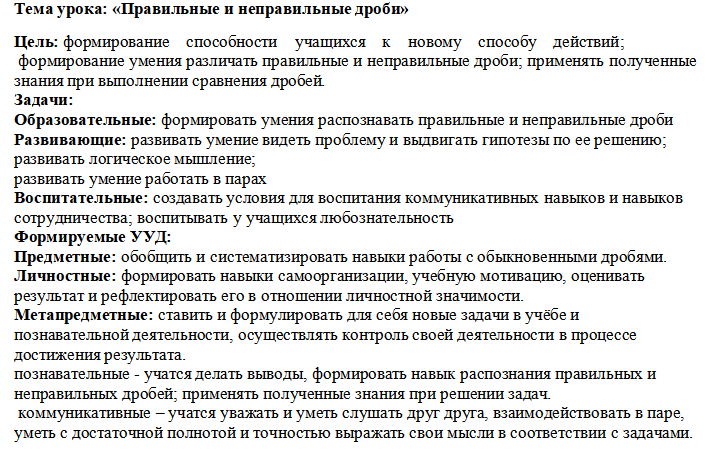 Тема урока: «Правильные и неправильные дроби»
Цель: формирование способности учащихся к новому способу действий;
формирование умения различать правильные и неправильные дроби; применять полученные
знания при выполнении сравнения дробей.
Задачи:
Образовательные: формировать умения распознавать правильные и неправильные дроби
Развивающие: развивать умение видеть проблему и выдвигать гипотезы по ее решению;
развивать логическое мышление;
развивать умение работать в парах
Воспитательные: создавать условия для воспитания коммуникативных навыков и навыков
сотрудничества; воспитывать у учащихся любознательность
Формируемые УУД:
Предметные: обобщить и систематизировать навыки работы с обыкновенными дробями.
Личностные: формировать навыки самоорганизации, учебную мотивацию, оценивать
результат и рефлектировать его в отношении личностной значимости.
Метапредметные: ставить и формулировать для себя новые задачи в учёбе и
познавательной деятельности, осуществлять контроль своей деятельности в процессе
достижения результата.
познавательные - учатся делать выводы, формировать навык распознания правильных и
неправильных дробей; применять полученные знания при решении задач.
коммуникативные – учатся уважать и уметь слушать друг друга, взаимодействовать в паре,
уметь с достаточной полнотой и точностью выражать свои мысли в соответствии с задачами.